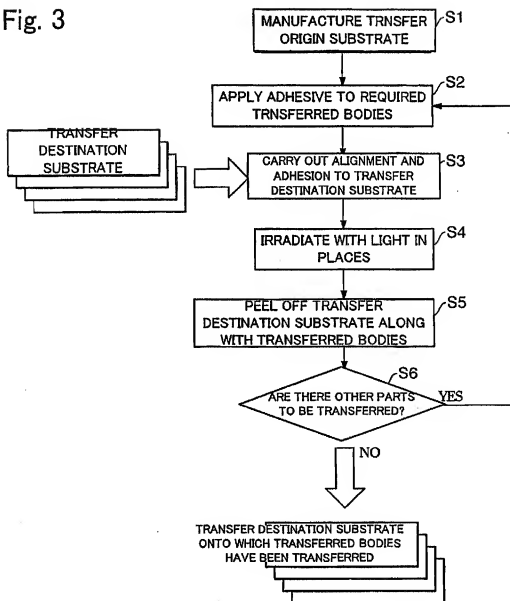 Fig. 3
MANUFACTURE TRNSFER
ORIGIN SUBSTRATE
S1
APPLY ADHESIVE TO REQUIRED
TRNSFERRED BODIES
S2
TRANSFER
DESTINATION
SUBSTRATE
CARRY OUT ALIGNMENT AND
ADHESION TO TRANSFER
DESTINATION SUBSTRATE
S3
IRRADIATE WITH LIGHT IN
PLACES
S4
PEEL OFF TRANSFER
DESTINATION SUBSTRATE ALONG
WITH TRANSFERRED BODIES
S5
S6
ARE THERE OTHER PARTS
TO BE TRANSFERRED?
YES
NO
TRANSFER DESTINATION SUBSTRATE
ONTO WHICH TRANSFERRED BODIES
HAVE BEEN TRANSFERRED